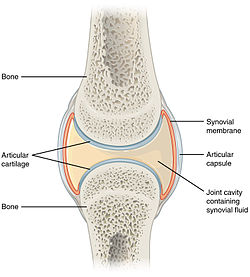 Bone
Synovial
membrane
Articular
cartilage
Articular
capsule
Joint cavity
containing
synovial fluid
Bone